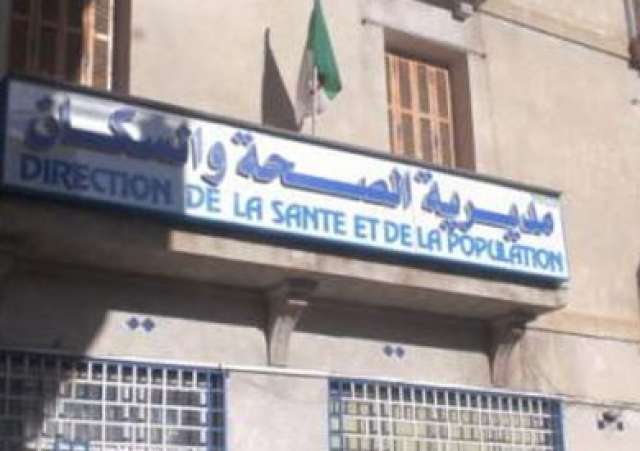 مديرية الصحة والسكان
DIRECTION DE LA SANTE ET DE LA POPULATION